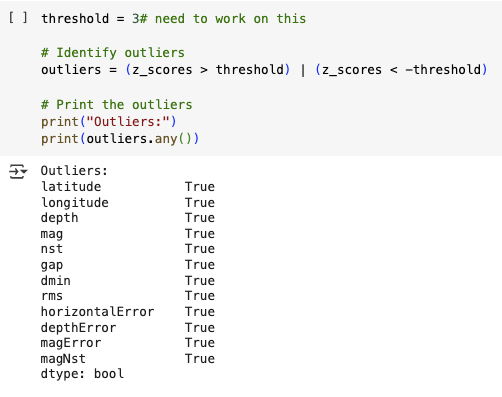 [ ] threshold = 3# need to work on this
# Identify outliers
outliers = (z_scores > threshold) | (z_scores < -threshold)
# Print the outliers
print("Outliers:")
print(outliers.any())
Outliers:
latitude True
longitude True
depth True
mag True
nst True
gap True
dmin True
rms True
horizontalError True
depthError True
magError True
magNst True
dtype: bool